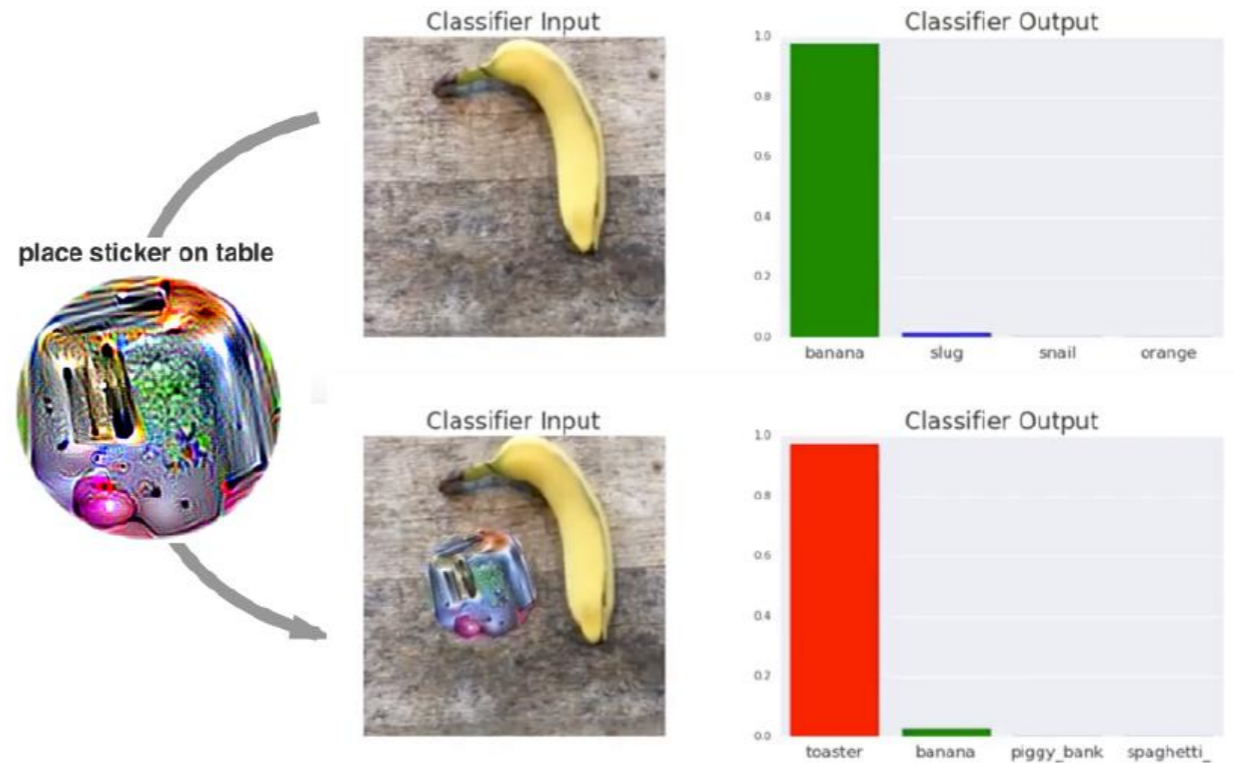 Classifier Input
Classifier Output
1.0
0.8
0.6
0.4
0.2
0.0
banana slug snail orange
place sticker on table
Classifier Input
Classifier Output
1.0
0.8
0.6
0.4
0.2
0.0
toaster banana piggy_bank spaghetti_